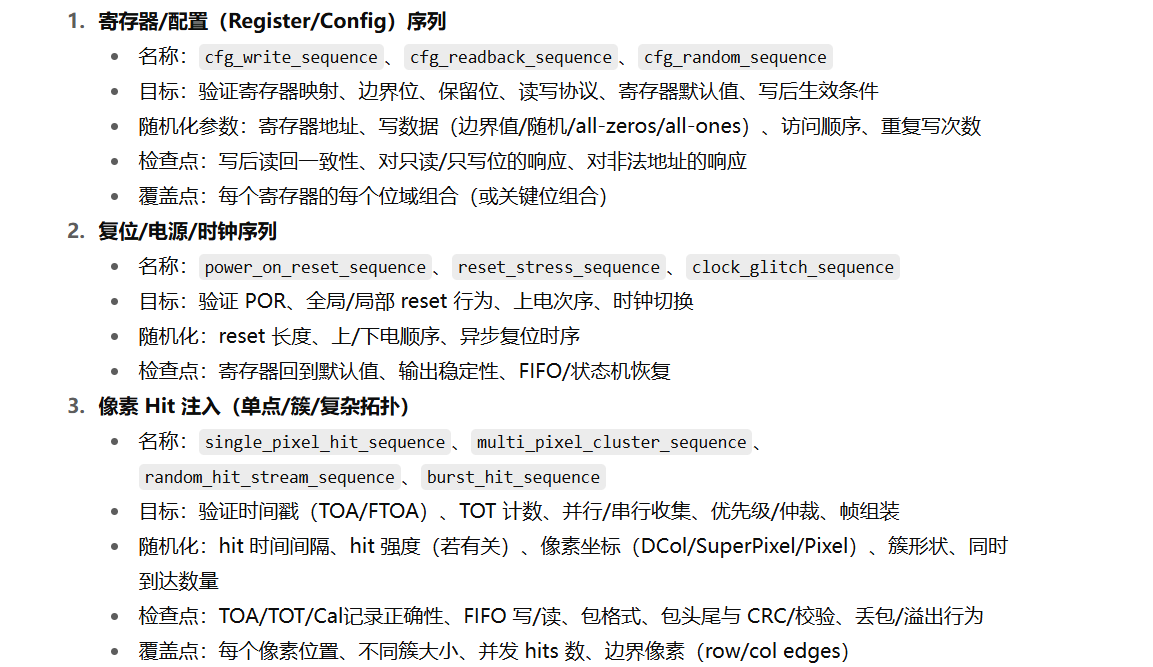 1. 寄存器/配置（Register/Config）序列
• 名称：cfg_write_sequence、cfg_readback_sequence、cfg_random_sequence
• 目标：验证寄存器映射、边界位、保留位、读写协议、寄存器默认值、写后生效条件
• 随机化参数：寄存器地址、写数据（边界值/随机/all-zeros/all-ones）、访问顺序、重复写次数
• 检查点：写后读回一致性、对只读/只写位的响应、对非法地址的响应
• 覆盖点：每个寄存器的每个位域组合（或关键位组合）
2. 复位/电源/时钟序列
• 名称：power_on_reset_sequence、reset_stress_sequence、clock_glitch_sequence
• 目标：验证 POR、全局/局部 reset 行为、上电次序、时钟切换
• 随机化：reset 长度、上/下电顺序、异步复位时序
• 检查点：寄存器回到默认值、输出稳定性、FIFO/状态机恢复
3. 像素 Hit 注入（单点/簇/复杂拓扑）
• 名称：single_pixel_hit_sequence、multi_pixel_cluster_sequence、
random_hit_stream_sequence、burst_hit_sequence
• 目标：验证时间戳（TOA/FTOA）、TOT 计数、并行/串行收集、优先级/仲裁、帧组装
• 随机化：hit 时间间隔、hit 强度（若有关）、像素坐标（DCol/SuperPixel/Pixel）、簇形状、同时
到达数量
• 检查点：TOA/TOT/Cal记录正确性、FIFO 写/读、包格式、包头尾与 CRC/校验、丢包/溢出行为
• 覆盖点：每个像素位置、不同簇大小、并发 hits 数、边界像素（row/col edges）